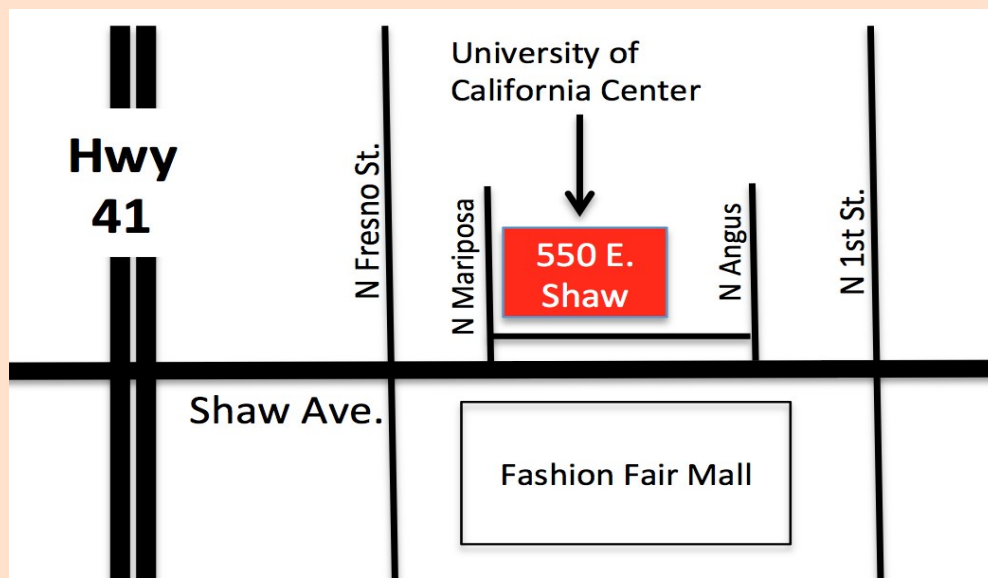 University of
California Center
Hwy
41
N Fresno St.
N Mariposa
550 E.
Shaw
N Angus
N 1st St.
Shaw Ave.
Fashion Fair Mall